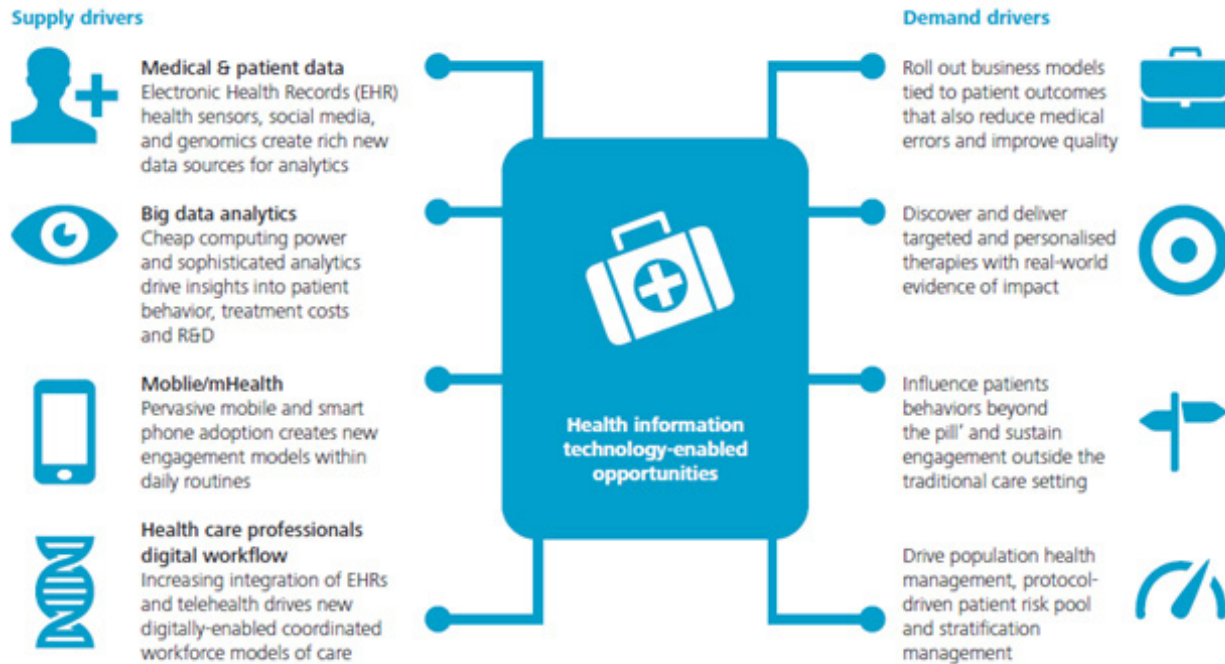 Supply drivers
Medical & patient data
Electronic Health Records (EHR)
health sensors, social media,
and genomics create rich new
data sources for analytics
Big data analytics
Cheap computing power
and sophisticated analytics
drive insights into patient
behavior, treatment costs
and R&D
Moblie/mHealth
Pervasive mobile and smart
phone adoption creates new
engagement models within
daily routines
Health care professionals
digital workflow
Increasing integration of EHRs
and telehealth drives new
digitally-enabled coordinated
workforce models of care
Health information
technology-enabled
opportunities
Demand drivers
Roll out business models
tied to patient outcomes
that also reduce medical
errors and improve quality
Discover and deliver
targeted and personalised
therapies with real-world
evidence of impact
Influence patients
behaviors beyond
the pill’ and sustain
engagement outside the
traditional care setting
Drive population health
management, protocol-
driven patient risk pool
and stratification
management